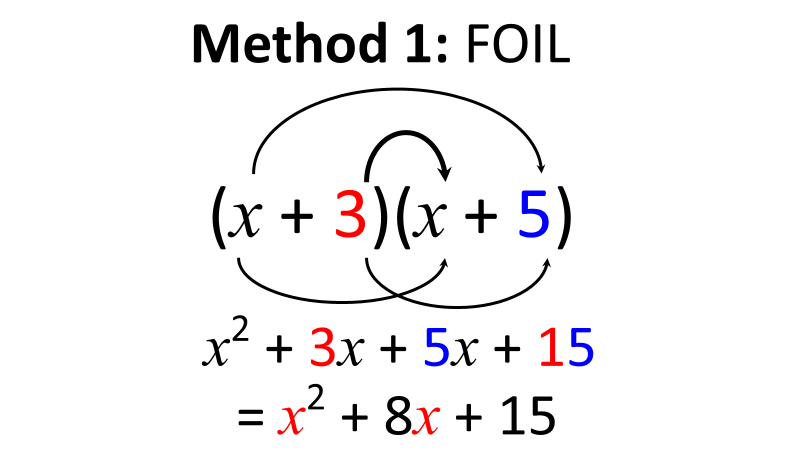 Method 1: FOIL
(x + 3)(x + 5)
x² + 3x + 5x + 15
= x² + 8x + 15